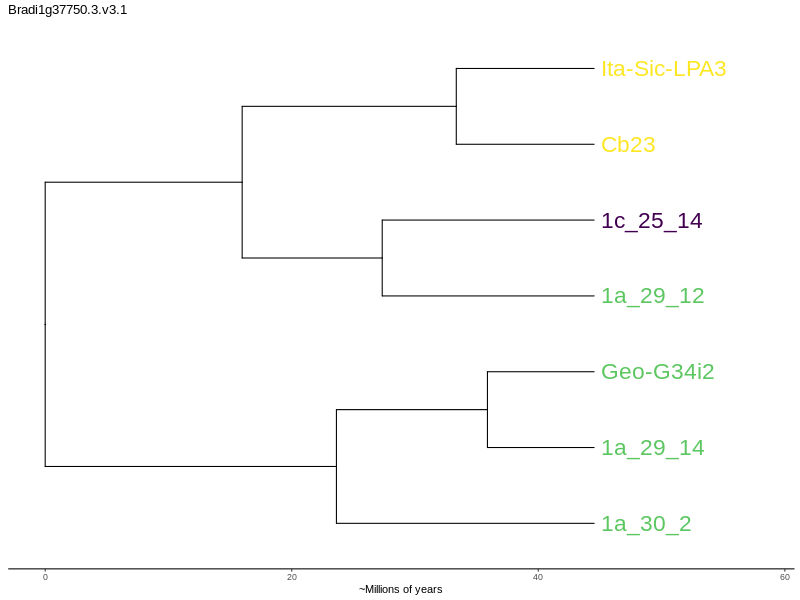 Bradi1g37750.3.v3.1
Ita-Sic-LPA3
Cb23
1c_25_14
1a_29_12
Geo-G34i2
1a_29_14
1a_30_2
0 20 40 60
~Millions of years